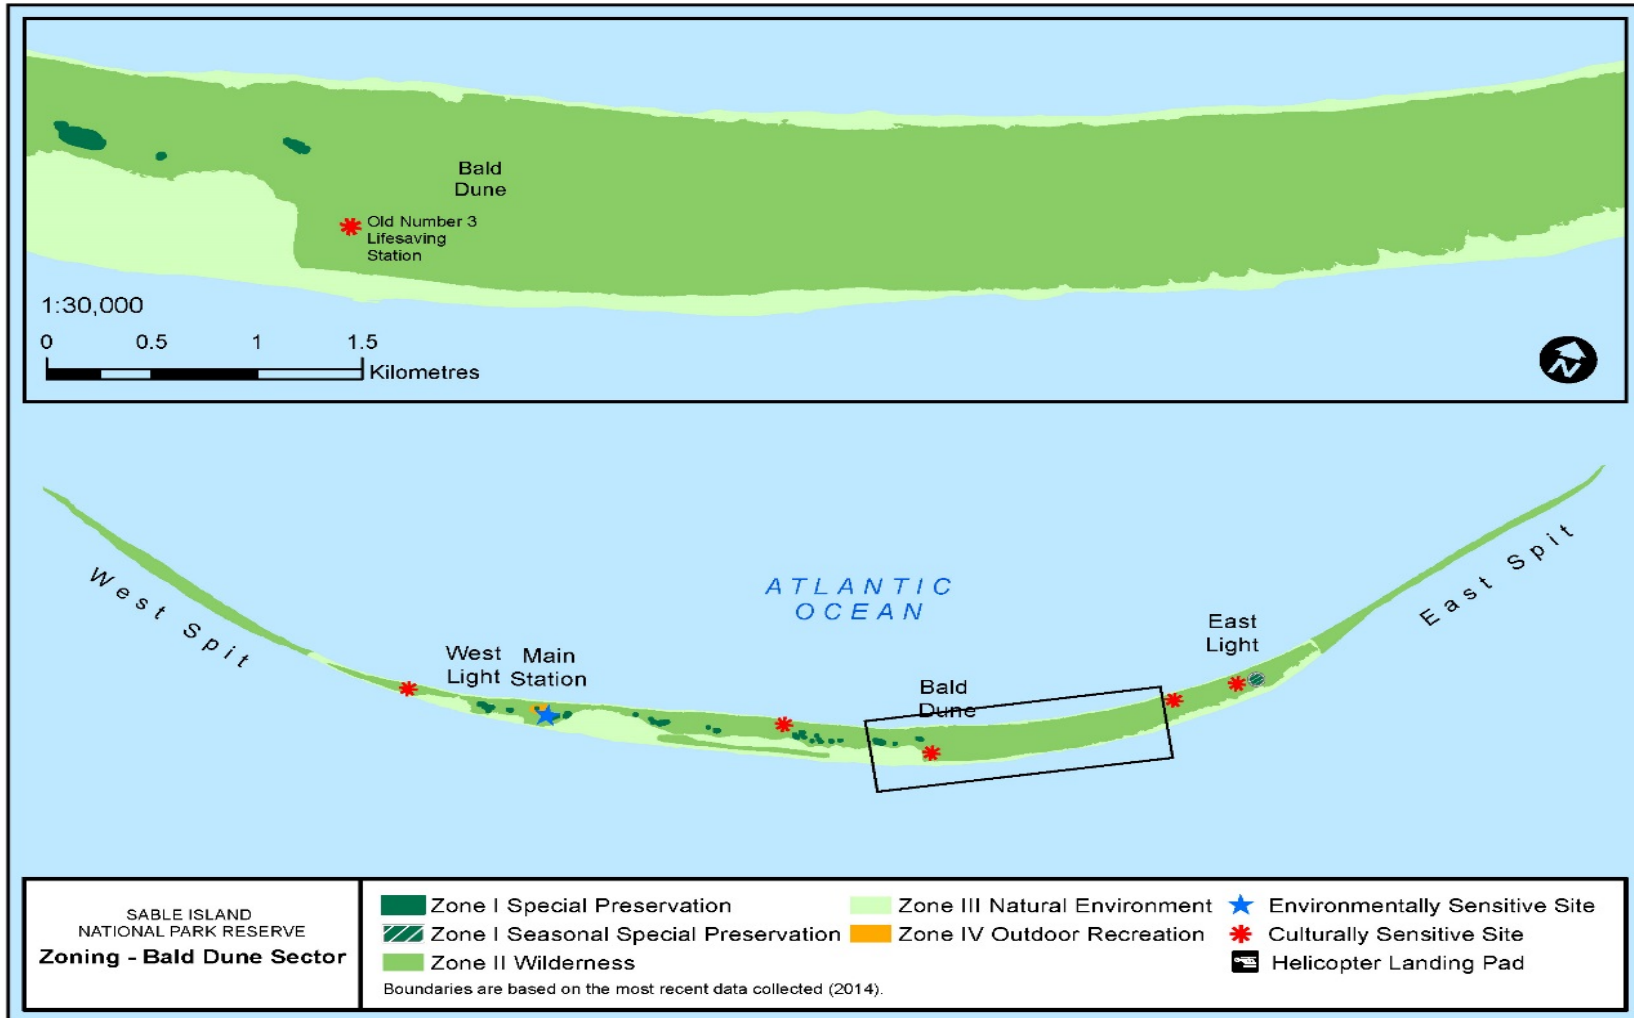 Bald
Dune
Old Number 3
Lifesaving
Station
1:30,000
0 0.5 1 1.5
Kilometres
N
West Spit
ATLANTIC
OCEAN
East Spit
West
Light
Main
Station
East
Light
Bald
Dune
SABLE ISLAND
NATIONAL PARK RESERVE
Zoning - Bald Dune Sector
Zone I Special Preservation
Zone I Seasonal Special Preservation
Zone II Wilderness
Zone III Natural Environment
Zone IV Outdoor Recreation
Environmentally Sensitive Site
Culturally Sensitive Site
Helicopter Landing Pad
Boundaries are based on the most recent data collected (2014).